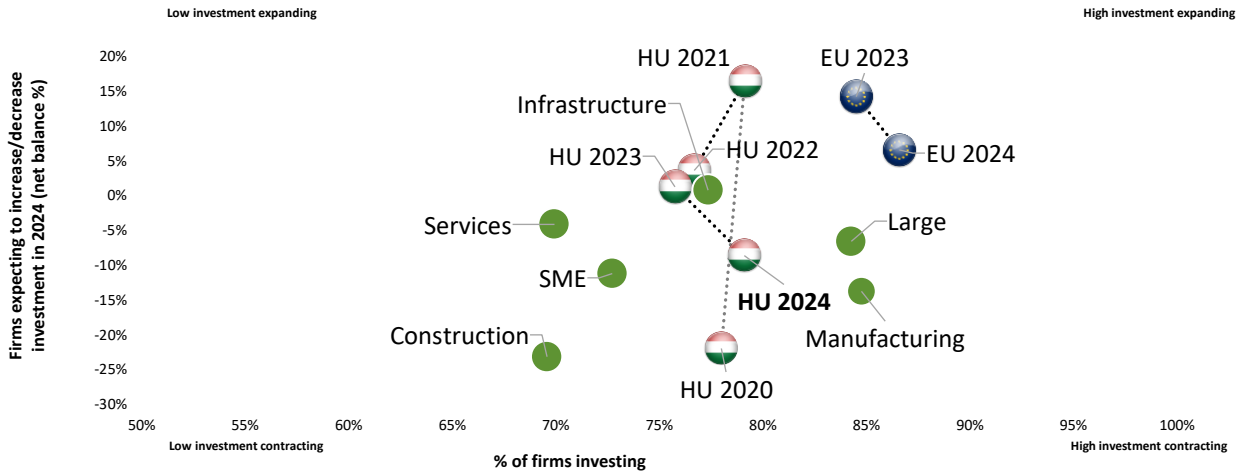 Low investment expanding
High investment expanding
Firms expecting to increase/decrease
investment in 2024 (net balance %)
20%
15%
10%
5%
0%
-5%
-10%
-15%
-20%
-25%
-30%
HU 2021
EU 2023
Infrastructure
HU 2023
HU 2022
EU 2024
Services
Large
SME
HU 2024
Construction
Manufacturing
HU 2020
50%
55%
60%
65%
70%
75%
80%
85%
90%
95%
100%
Low investment contracting
High investment contracting
% of firms investing